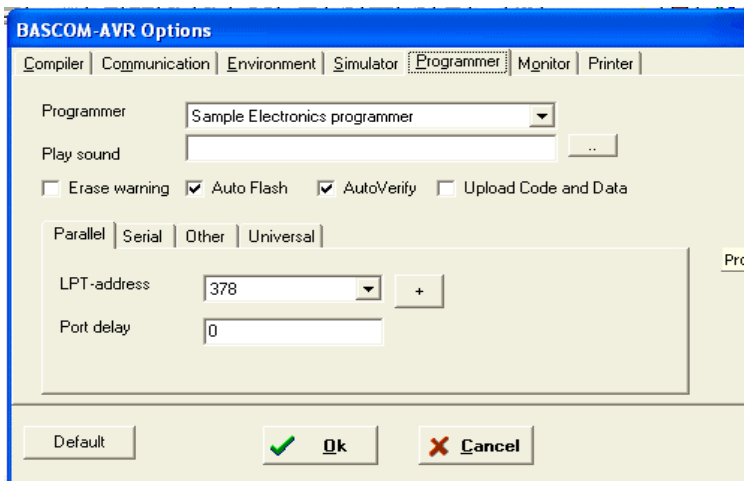 BASCOM-AVR Options
Compiler Communication Environment Simulator Programmer Monitor Printer
Programmer Sample Electronics programmer
Play sound ..
Erase warning Auto Flash AutoVerify Upload Code and Data
Parallel Serial Other Universal
Pro
LPT-address 378 +
Port delay 0
Default Ok Cancel